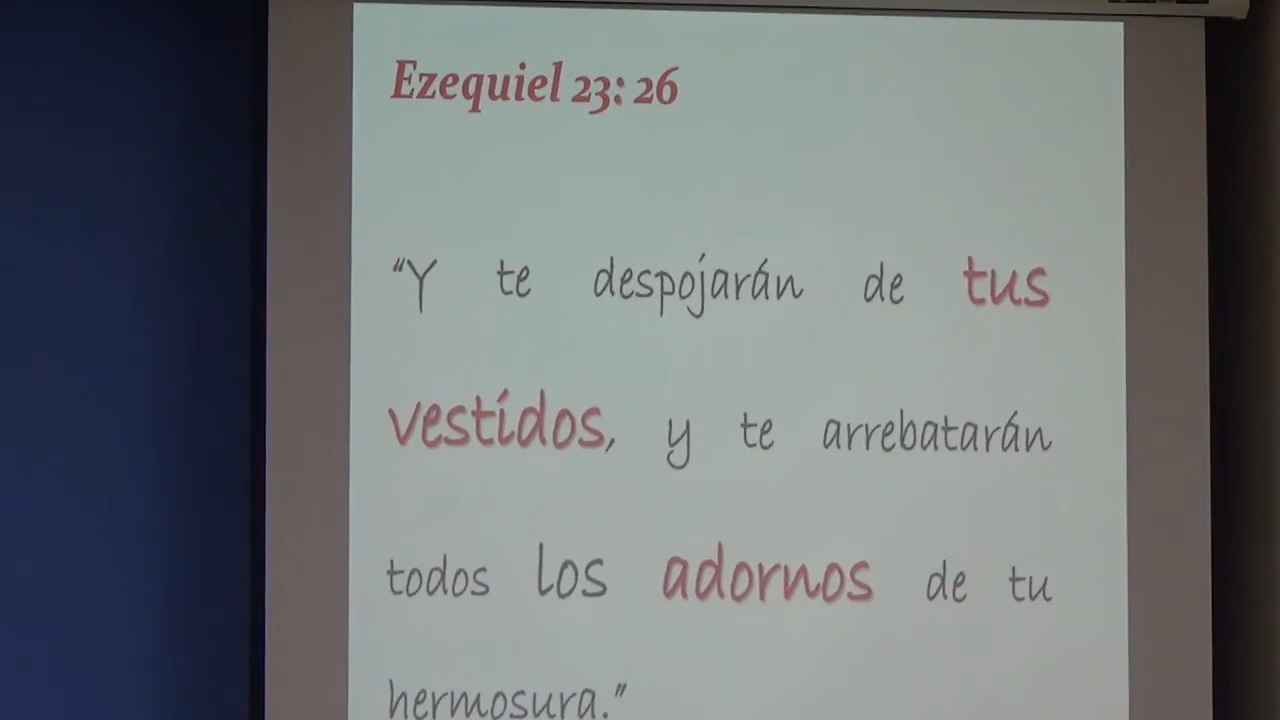 Ezequiel 23: 26
“Y te despojarán de tus
vestidos, y te arrebatarán
todos los adornos de tu
hermosura.”